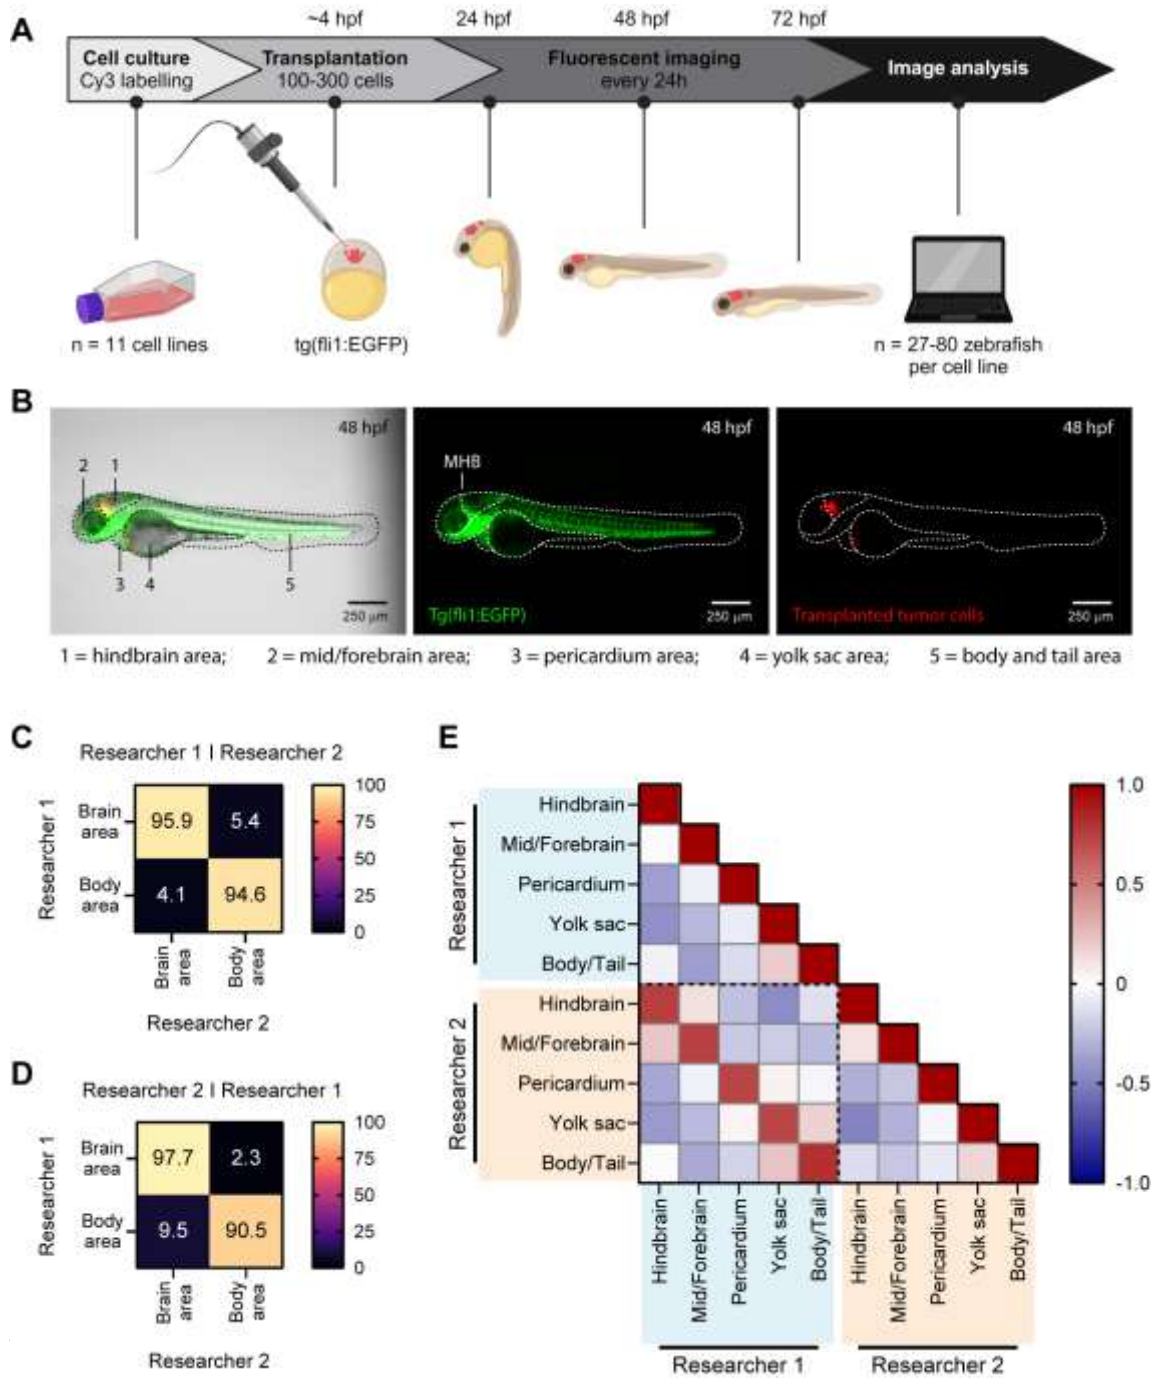 A
~4 hpf
24 hpf
48 hpf
72 hpf
Cell culture
Cy3 labelling
Transplantation
100-300 cells
Fluorescent imaging
every 24h
Image analysis
n = 11 cell lines
tg(fli1:EGFP)
n = 27-80 zebrafish
per cell line
B
48 hpf
2
1
3
4
5
250 µm
48 hpf
MHB
Tg(fli1:EGFP)
250 µm
48 hpf
Transplanted tumor cells
250 µm
1 = hindbrain area; 2 = mid/forebrain area; 3 = pericardium area; 4 = yolk sac area; 5 = body and tail area
C
Researcher 1 I Researcher 2
Researcher 1
Brain
area
Body
area
95.9 5.4
4.1 94.6
100
75
50
25
0
Brain
area
Body
area
Researcher 2
D
Researcher 2 I Researcher 1
Researcher 1
Brain
area
Body
area
97.7 2.3
9.5 90.5
100
75
50
25
0
Brain
area
Body
area
Researcher 2
E
Researcher 1
Hindbrain
Mid/Forebrain
Pericardium
Yolk sac
Body/Tail
Researcher 2
Hindbrain
Mid/Forebrain
Pericardium
Yolk sac
Body/Tail
1.0
0.5
0
-0.5
-1.0
Hindbrain
Mid/Forebrain
Pericardium
Yolk sac
Body/Tail
Hindbrain
Mid/Forebrain
Pericardium
Yolk sac
Body/Tail
Researcher 1
Researcher 2